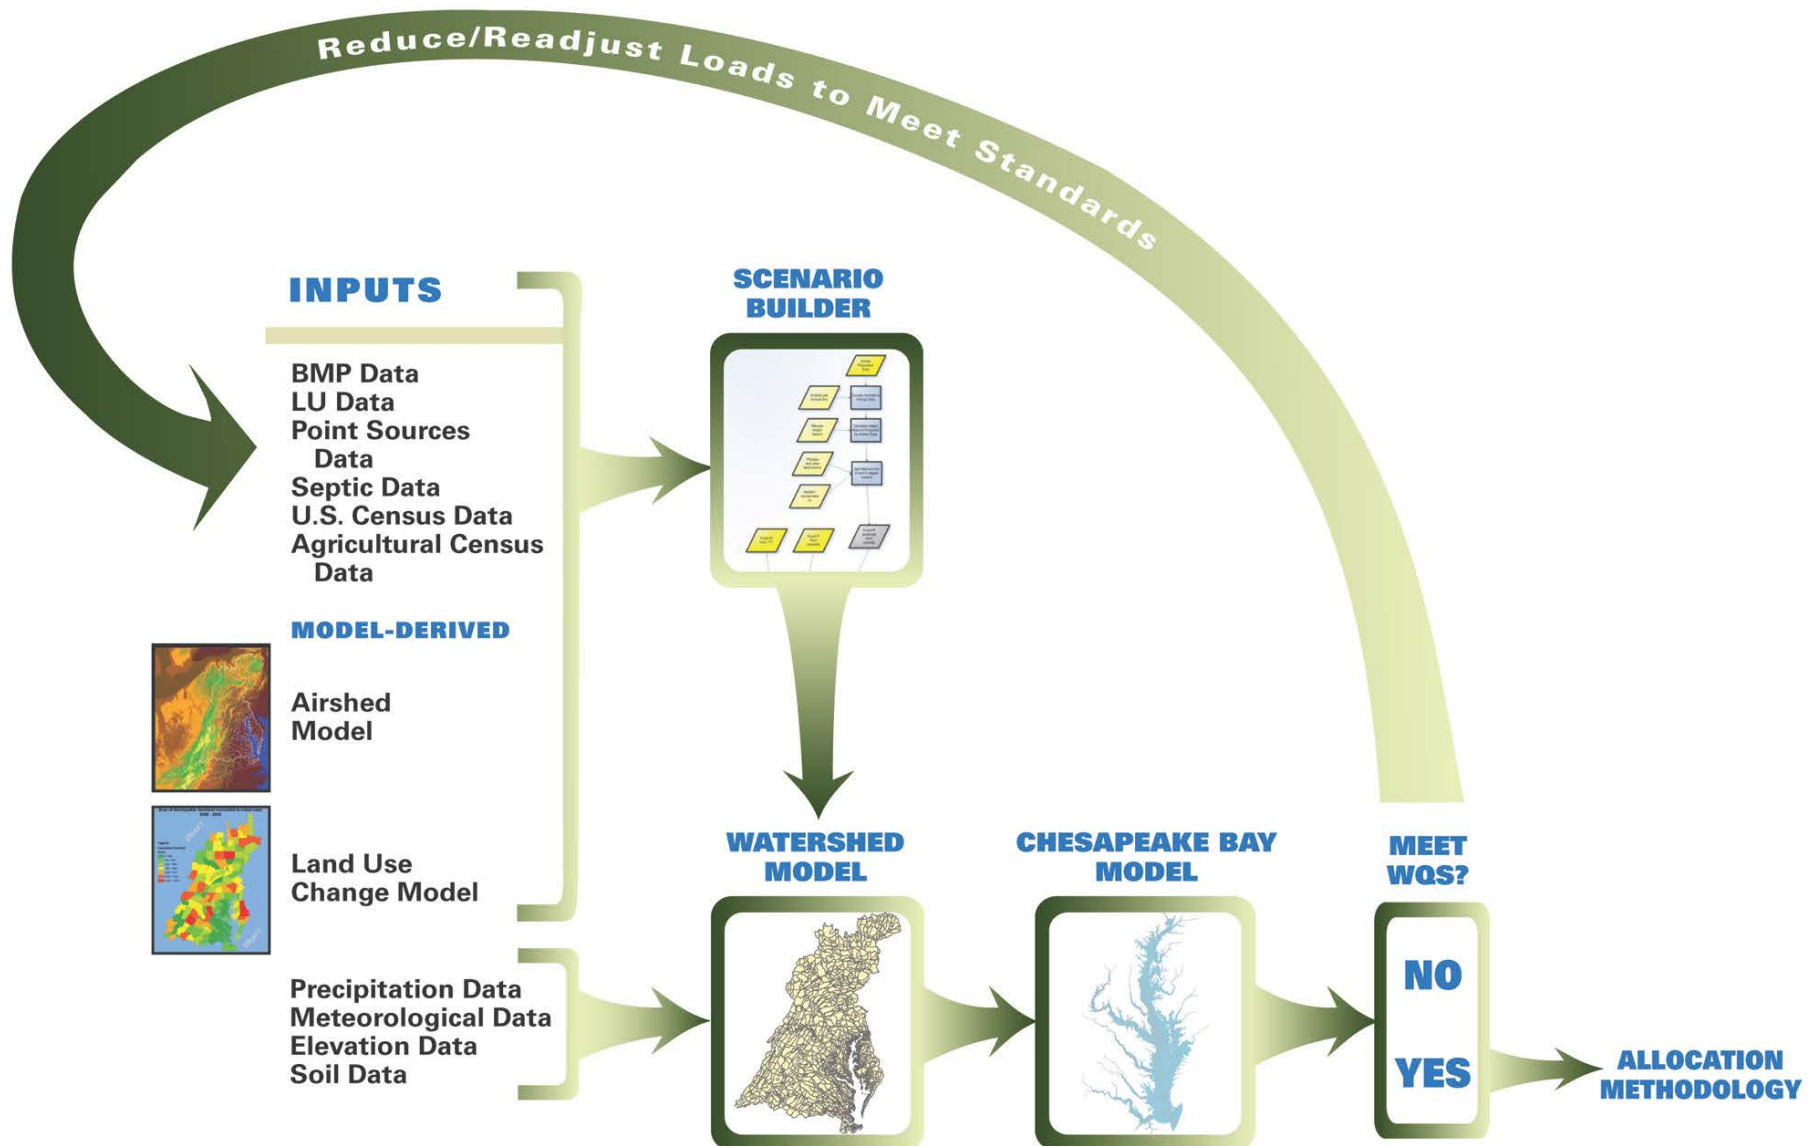 Reduce/Readjust Loads to Meet Standards
INPUTS
BMP Data
LU Data
Point Sources
Data
Septic Data
U.S. Census Data
Agricultural Census
Data
MODEL-DERIVED
Airshed
Model
Land Use
Change Model
Precipitation Data
Meteorological Data
Elevation Data
Soil Data
SCENARIO
BUILDER
WATERSHED
MODEL
CHESAPEAKE BAY
MODEL
MEET
WQS?
NO
YES
ALLOCATION
METHODOLOGY
DRAFT
DRAFT